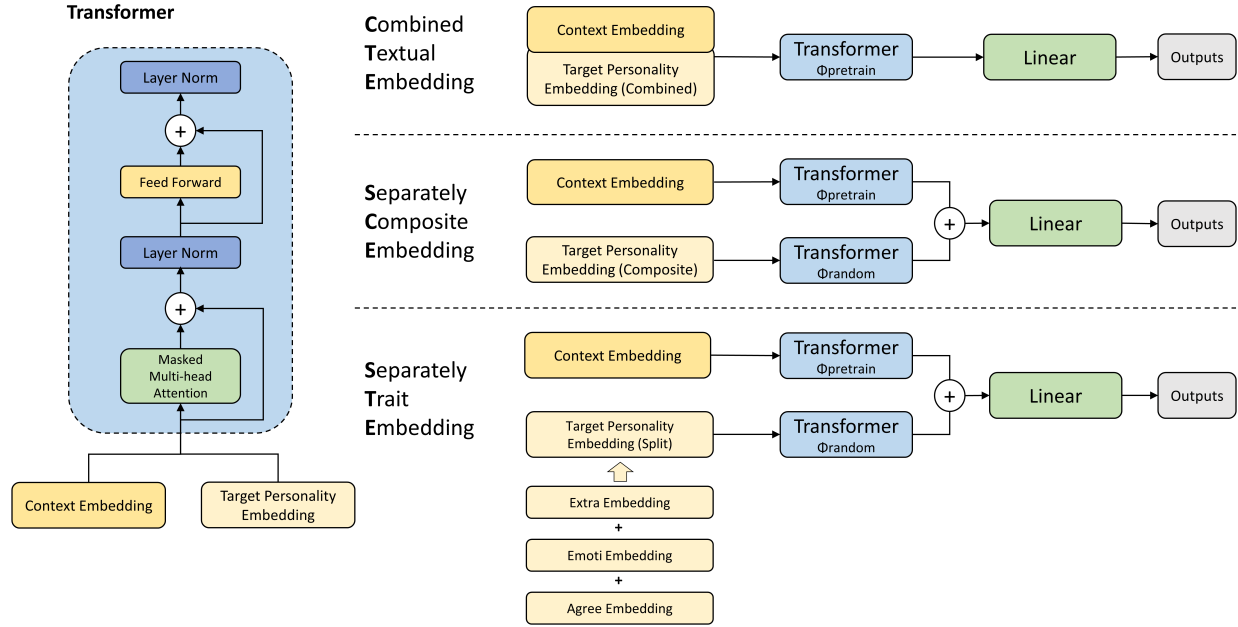 Transformer
Layer Norm
+
Feed Forward
Layer Norm
+
Masked
Multi-head
Attention
Context Embedding
Target Personality
Embedding
Combined
Textual
Embedding
Context Embedding
Target Personality
Embedding (Combined)
Transformer
Φpretrain
Linear
Outputs
Separately
Composite
Embedding
Context Embedding
Transformer
Φpretrain
Target Personality
Embedding (Composite)
Transformer
Φrandom
+
Linear
Outputs
Separately
Trait
Embedding
Context Embedding
Transformer
Φpretrain
Target Personality
Embedding (Split)
Transformer
Φrandom
+
Linear
Outputs
Extra Embedding
+
Emoti Embedding
+
Agree Embedding